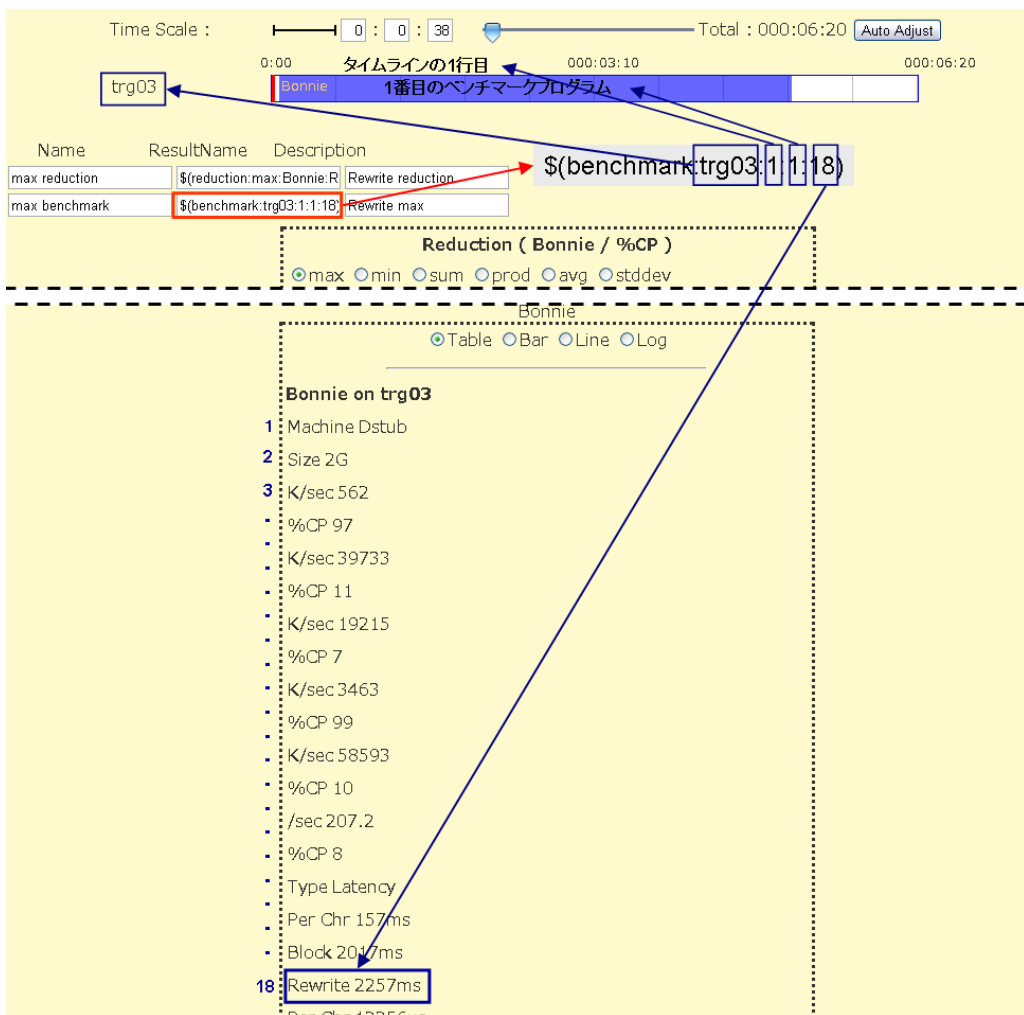 Time Scale : 0 : 0 : 38 Total : 000:06:20 Auto Adjust
0:00 タイムラインの1行目 000:03:10 000:06:20
trg03 Bonnie 1番目のベンチマークプログラム
Name ResultName Description
$(benchmark:trg03:1:1:18)
max reduction $(reduction:max:Bonnie:R Rewrite reduction
max benchmark $(benchmark:trg03:1:1:18) Rewrite max
Reduction ( Bonnie / %CP )
max min sum prod avg stddev
Bonnie
Table Bar Line Log
Bonnie on trg03
1 Machine Dstub
2 Size 2G
3 K/sec 562
%CP 97
K/sec 39733
%CP 11
K/sec 19215
%CP 7
K/sec 3463
%CP 99
K/sec 58593
%CP 10
/sec 207.2
%CP 8
Type Latency
Per Chr 157ms
Block 2017ms
18 Rewrite 2257ms